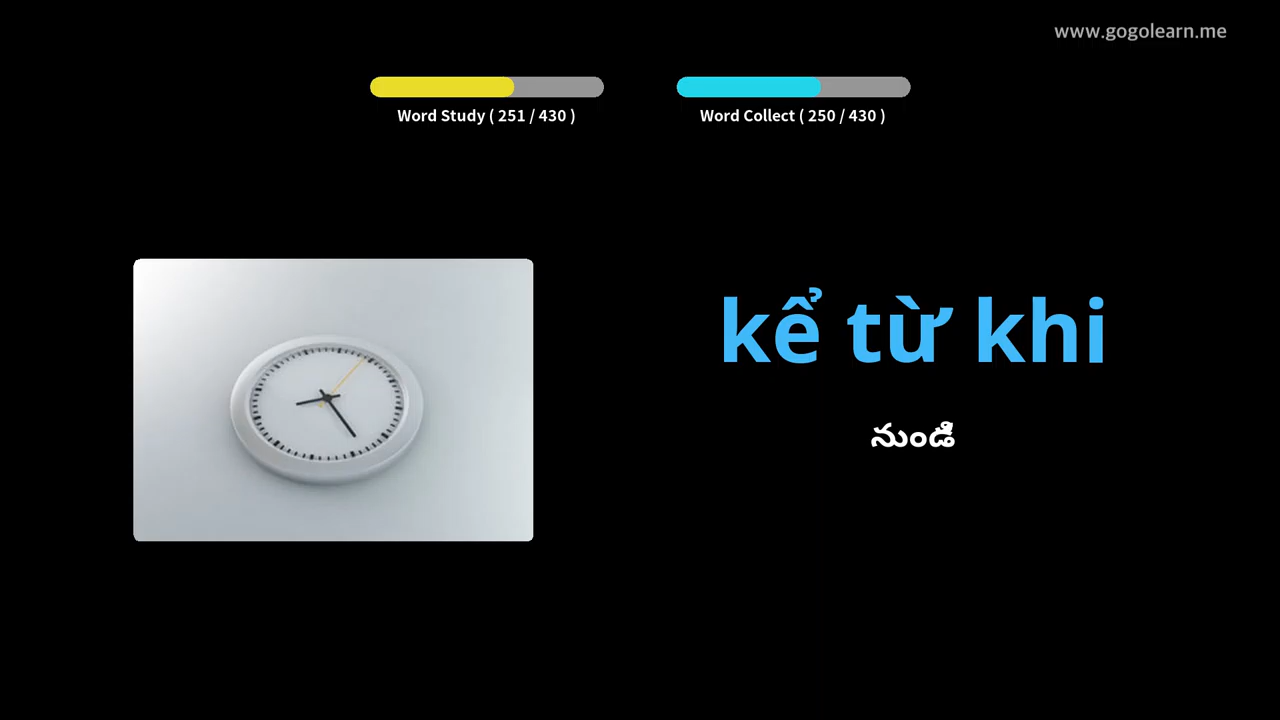 www.gogolearn.me
Word Study ( 251 / 430 )
Word Collect ( 250 / 430 )
kể từ khi
నుండి